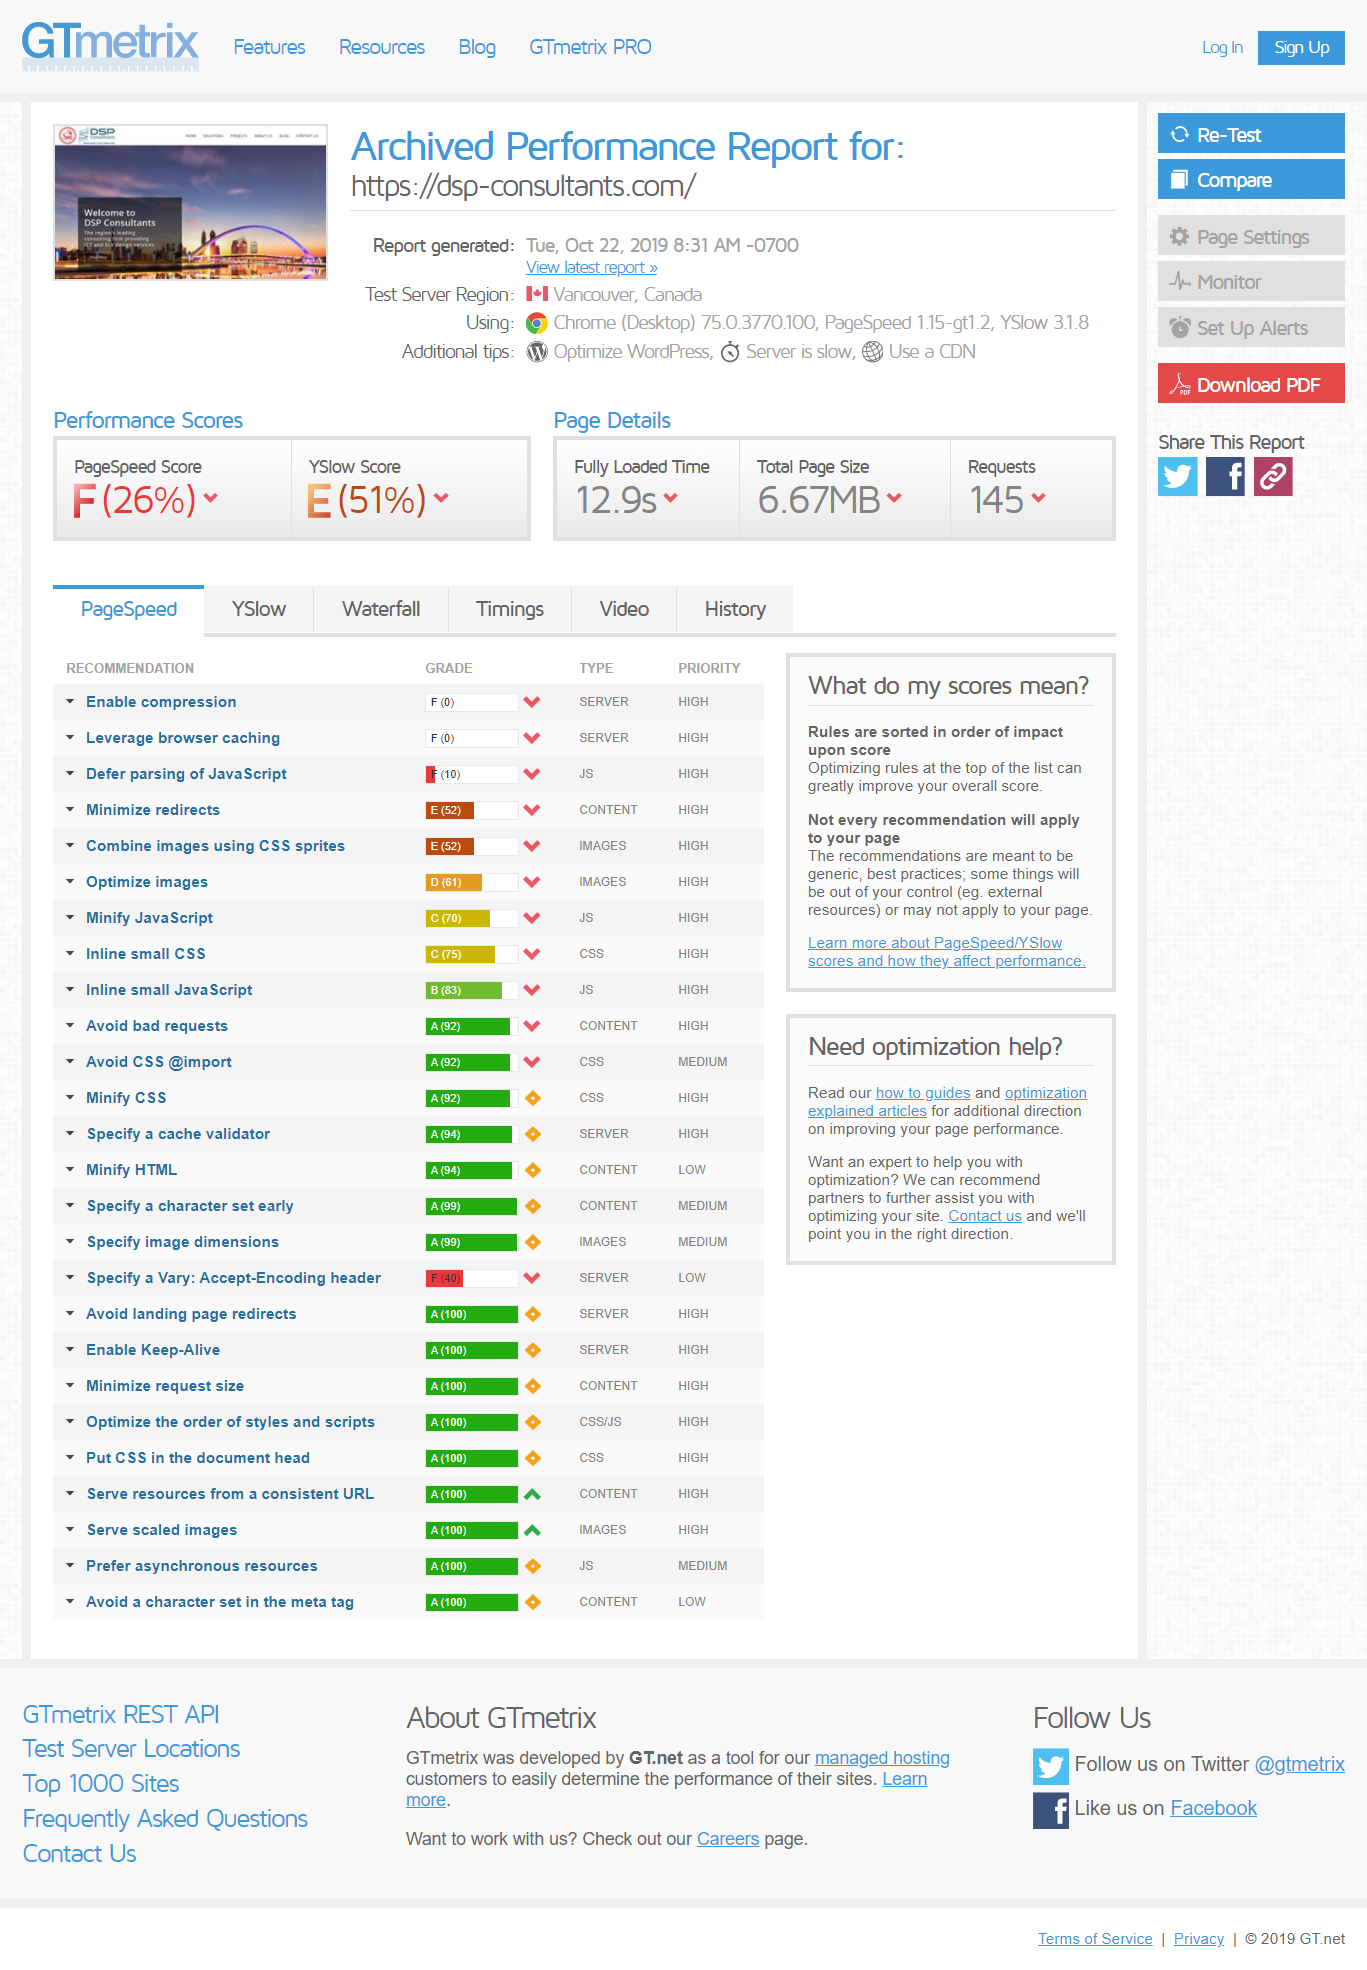 GTmetrix
Features
Resources
Blog
GTmetrix PRO
Log In
Sign Up
DSP
Welcome to
DSP Consultants
The region's leading
consulting firm providing
ICT and ELV design services
Archived Performance Report for:
https://dsp-consultants.com/
Report generated: Tue, Oct 22, 2019 8:31 AM -0700
View latest report »
Test Server Region: Vancouver, Canada
Using: Chrome (Desktop) 75.0.3770.100, PageSpeed 1.15-gt1.2, YSlow 3.1.8
Additional tips: Optimize WordPress, Server is slow, Use a CDN
Re-Test
Compare
Page Settings
Monitor
Set Up Alerts
Download PDF
Share This Report
Performance Scores
PageSpeed Score
F (26%)
YSlow Score
E (51%)
Page Details
Fully Loaded Time
12.9s
Total Page Size
6.67MB
Requests
145
PageSpeed
YSlow
Waterfall
Timings
Video
History
RECOMMENDATION GRADE TYPE PRIORITY
Enable compression F (0) SERVER HIGH
Leverage browser caching F (0) SERVER HIGH
Defer parsing of JavaScript F (10) JS HIGH
Minimize redirects E (52) CONTENT HIGH
Combine images using CSS sprites E (52) IMAGES HIGH
Optimize images D (61) IMAGES HIGH
Minify JavaScript C (70) JS HIGH
Inline small CSS C (75) CSS HIGH
Inline small JavaScript B (83) JS HIGH
Avoid bad requests A (92) CONTENT HIGH
Avoid CSS @import A (92) CSS MEDIUM
Minify CSS A (92) CSS HIGH
Specify a cache validator A (94) SERVER HIGH
Minify HTML A (94) CONTENT LOW
Specify a character set early A (99) CONTENT MEDIUM
Specify image dimensions A (99) IMAGES MEDIUM
Specify a Vary: Accept-Encoding header F (40) SERVER LOW
Avoid landing page redirects A (100) SERVER HIGH
Enable Keep-Alive A (100) SERVER HIGH
Minimize request size A (100) CONTENT HIGH
Optimize the order of styles and scripts A (100) CSS/JS HIGH
Put CSS in the document head A (100) CSS HIGH
Serve resources from a consistent URL A (100) CONTENT HIGH
Serve scaled images A (100) IMAGES HIGH
Prefer asynchronous resources A (100) JS MEDIUM
Avoid a character set in the meta tag A (100) CONTENT LOW
What do my scores mean?
Rules are sorted in order of impact
upon score
Optimizing rules at the top of the list can
greatly improve your overall score.
Not every recommendation will apply
to your page
The recommendations are meant to be
generic, best practices; some things will
be out of your control (eg. external
resources) or may not apply to your page.
Learn more about PageSpeed/YSlow
scores and how they affect performance.
Need optimization help?
Read our how to guides and optimization
explained articles for additional direction
on improving your page performance.
Want an expert to help you with
optimization? We can recommend
partners to further assist you with
optimizing your site. Contact us and we'll
point you in the right direction.
GTmetrix REST API
Test Server Locations
Top 1000 Sites
Frequently Asked Questions
Contact Us
About GTmetrix
GTmetrix was developed by GT.net as a tool for our managed hosting
customers to easily determine the performance of their sites. Learn
more.
Want to work with us? Check out our Careers page.
Follow Us
Follow us on Twitter @gtmetrix
Like us on Facebook
Terms of Service | Privacy | © 2019 GT.net